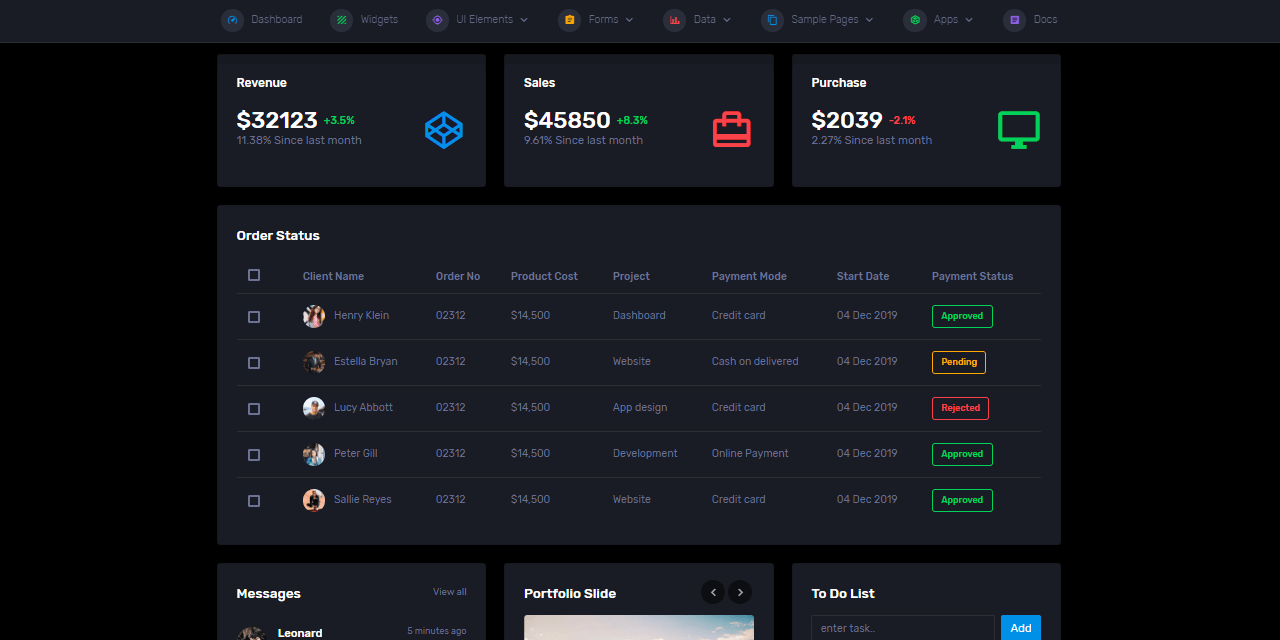 Dashboard Widgets UI Elements Forms Data Sample Pages Apps Docs
Revenue
$32123 +3.5%
11.38% Since last month
Sales
$45850 +8.3%
9.61% Since last month
Purchase
$2039 -2.1%
2.27% Since last month
Order Status
Client Name Order No Product Cost Project Payment Mode Start Date Payment Status
Henry Klein 02312 $14,500 Dashboard Credit card 04 Dec 2019 Approved
Estella Bryan 02312 $14,500 Website Cash on delivered 04 Dec 2019 Pending
Lucy Abbott 02312 $14,500 App design Credit card 04 Dec 2019 Rejected
Peter Gill 02312 $14,500 Development Online Payment 04 Dec 2019 Approved
Sallie Reyes 02312 $14,500 Website Credit card 04 Dec 2019 Approved
Messages View all
Leonard 5 minutes ago
Portfolio Slide
To Do List
enter task.. Add